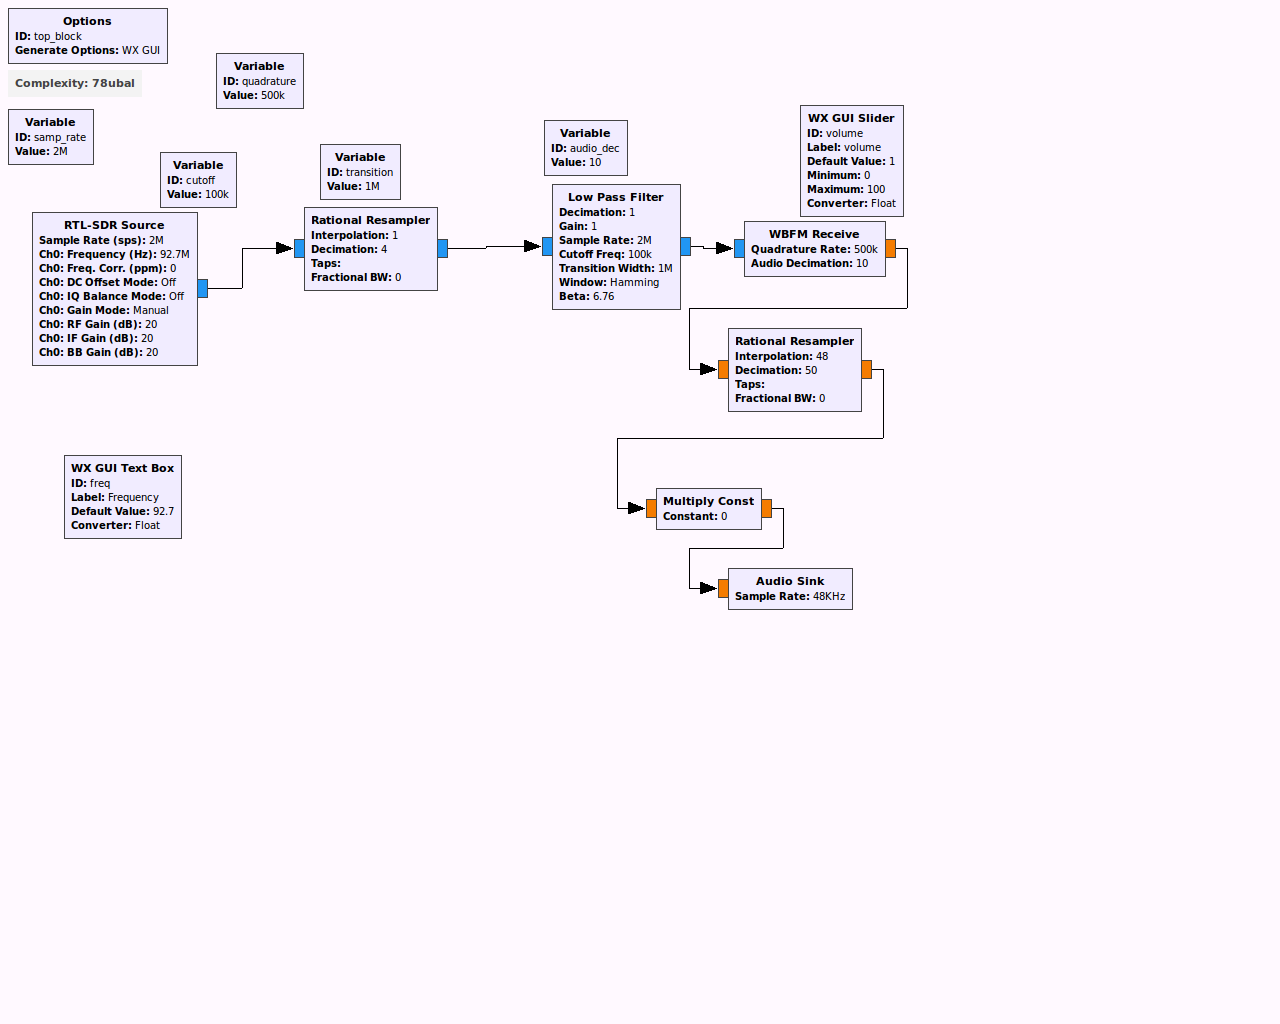 Options
ID: top_block
Generate Options: WX GUI
Complexity: 78ubal
Variable
ID: quadrature
Value: 500k
Variable
ID: samp_rate
Value: 2M
Variable
ID: cutoff
Value: 100k
Variable
ID: transition
Value: 1M
Variable
ID: audio_dec
Value: 10
WX GUI Slider
ID: volume
Label: volume
Default Value: 1
Minimum: 0
Maximum: 100
Converter: Float
RTL-SDR Source
Sample Rate (sps): 2M
Ch0: Frequency (Hz): 92.7M
Ch0: Freq. Corr. (ppm): 0
Ch0: DC Offset Mode: Off
Ch0: IQ Balance Mode: Off
Ch0: Gain Mode: Manual
Ch0: RF Gain (dB): 20
Ch0: IF Gain (dB): 20
Ch0: BB Gain (dB): 20
Rational Resampler
Interpolation: 1
Decimation: 4
Taps:
Fractional BW: 0
Low Pass Filter
Decimation: 1
Gain: 1
Sample Rate: 2M
Cutoff Freq: 100k
Transition Width: 1M
Window: Hamming
Beta: 6.76
WBFM Receive
Quadrature Rate: 500k
Audio Decimation: 10
Rational Resampler
Interpolation: 48
Decimation: 50
Taps:
Fractional BW: 0
WX GUI Text Box
ID: freq
Label: Frequency
Default Value: 92.7
Converter: Float
Multiply Const
Constant: 0
Audio Sink
Sample Rate: 48KHz